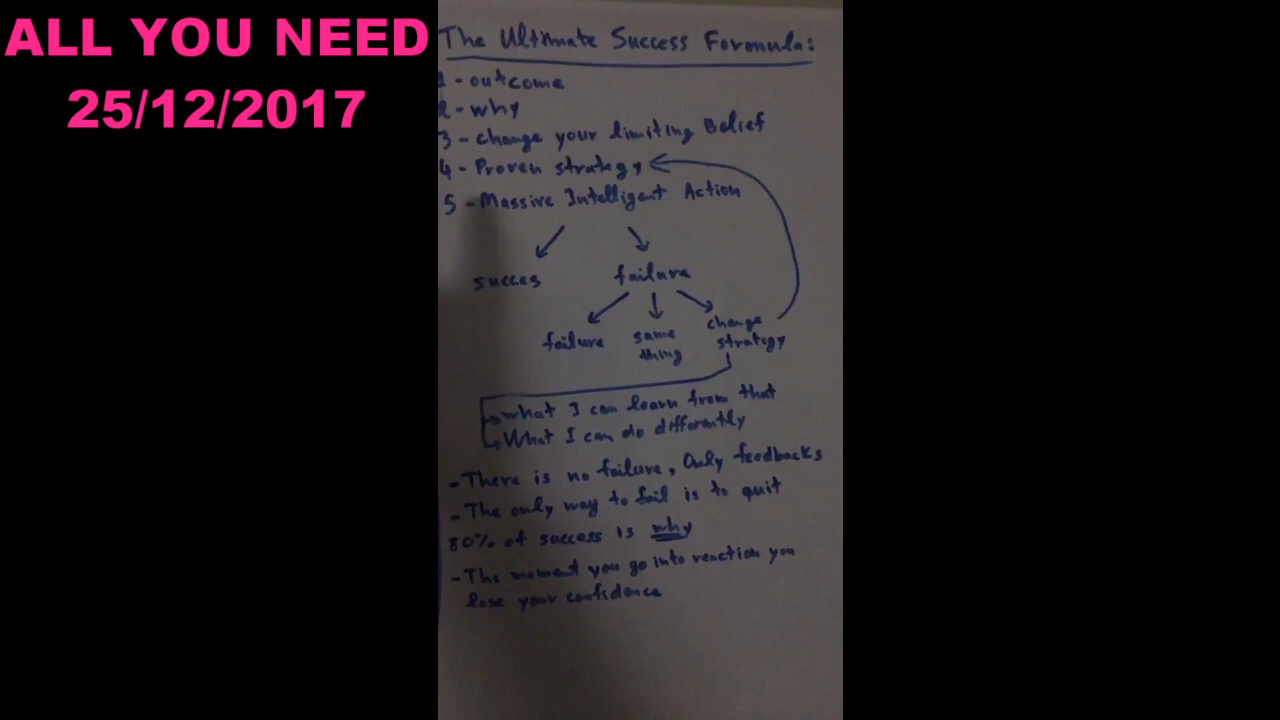 ALL YOU NEED
25/12/2017
The Ultimate Success Formula:
1 - outcome
2 - why
3 - change your limiting Belief
4 - Proven strategy
5 - Massive Intelligent Action
succes
failure
failure
same
thing
change
strategy
what I can learn from that
What I can do differently
- There is no failure, Only feedbacks
- The only way to fail is to quit
80% of success is why
- The moment you go into reaction you
lose your confidence